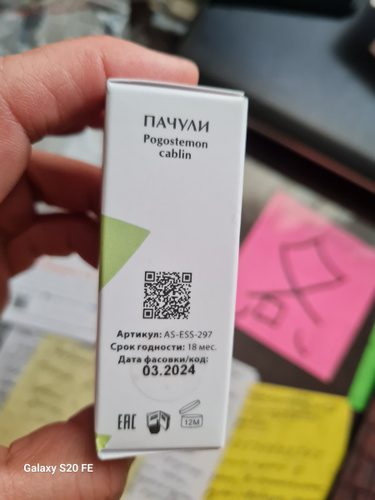 ПАЧУЛИ
Pogostemon
cablin
Артикул: AS-ESS-297
Срок годности: 18 мес.
Дата фасовки/код:
03.2024
EAC
12M
Galaxy S20 FE